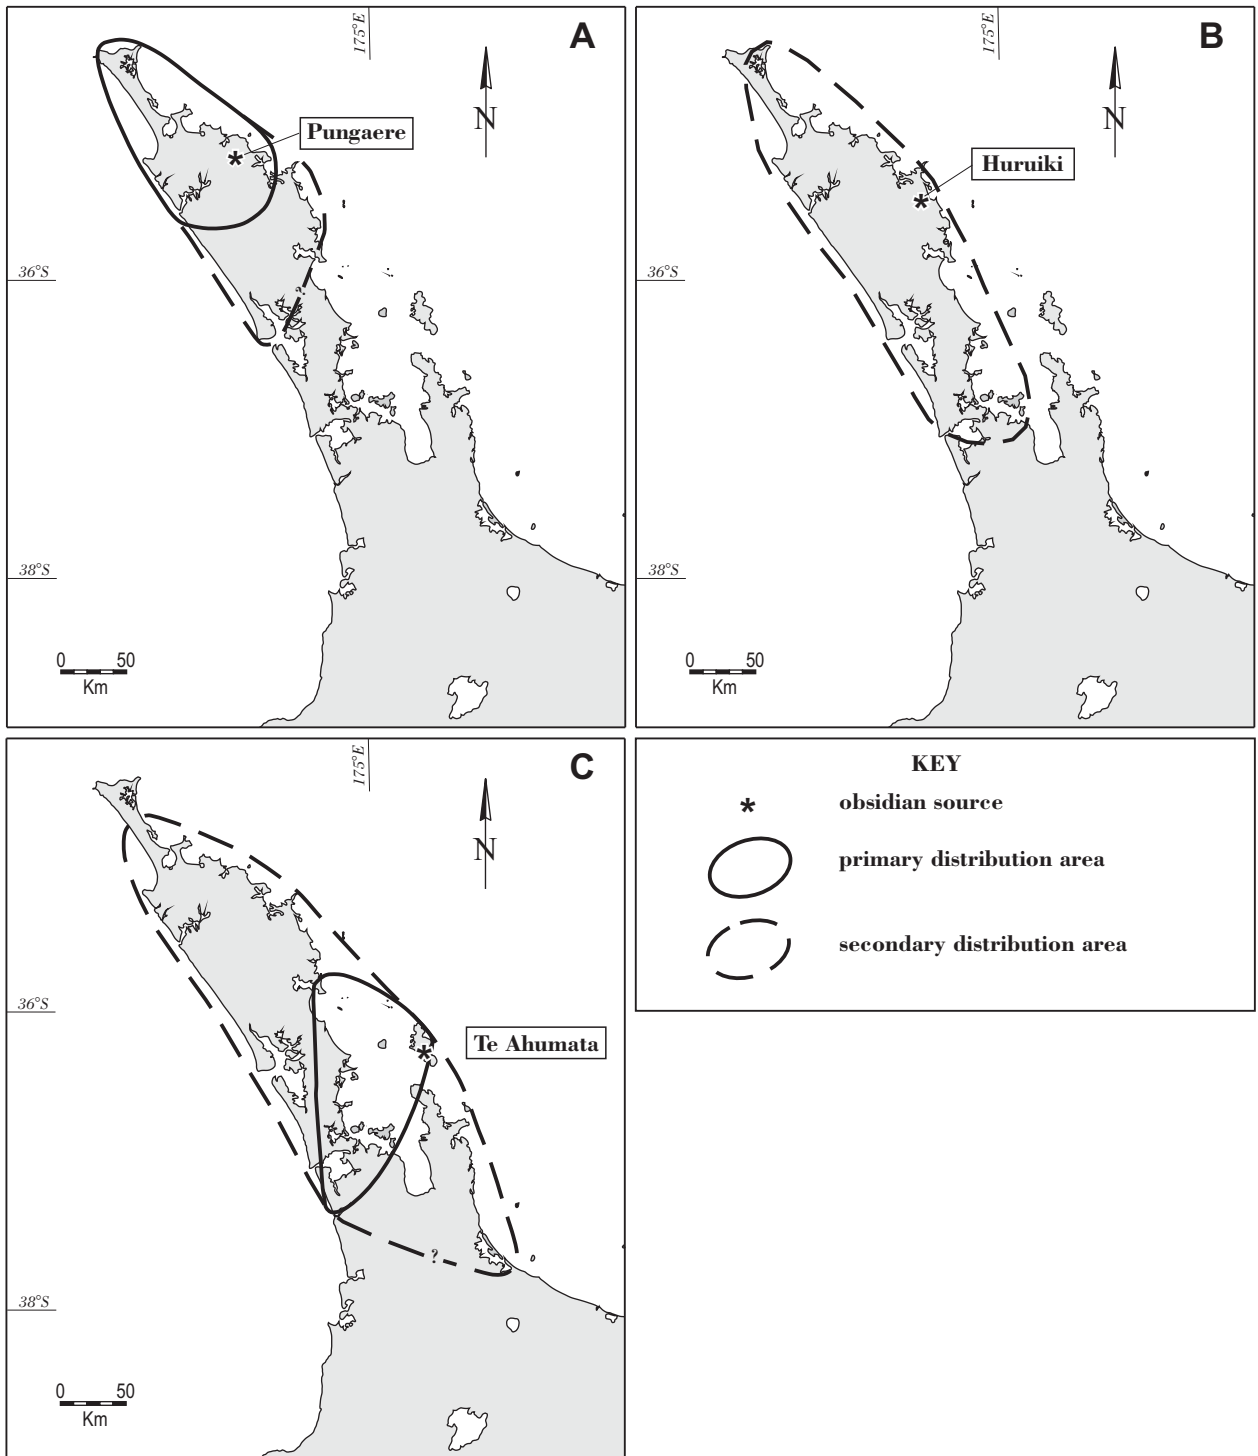 175°E
A
N
Pungaere
36°S
?
38°S
0 50
Km
175°E
B
N
Huruiki
36°S
38°S
0 50
Km
175°E
C
N
36°S
Te Ahumata
?
38°S
0 50
Km
KEY
* obsidian source
primary distribution area
secondary distribution area